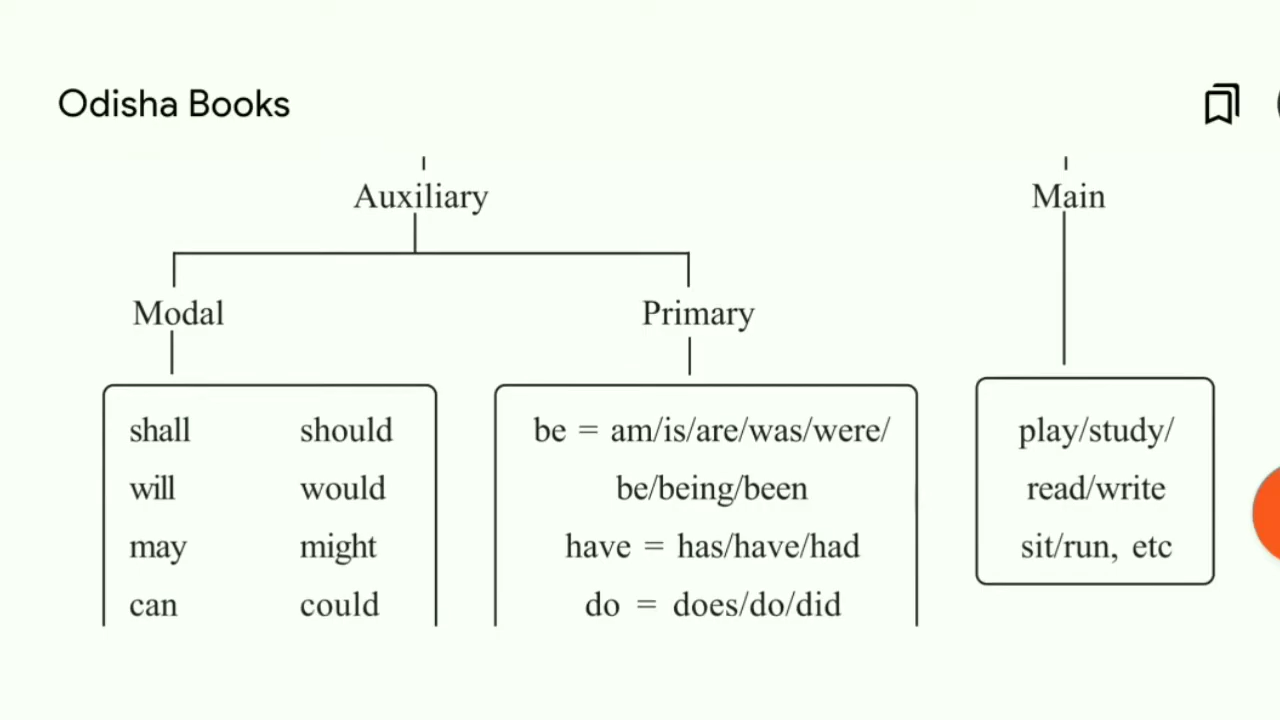 Odisha Books
Auxiliary Main
Modal Primary
shall should be = am/is/are/was/were/ play/study/
will would be/being/been read/write
may might have = has/have/had sit/run, etc
can could do = does/do/did